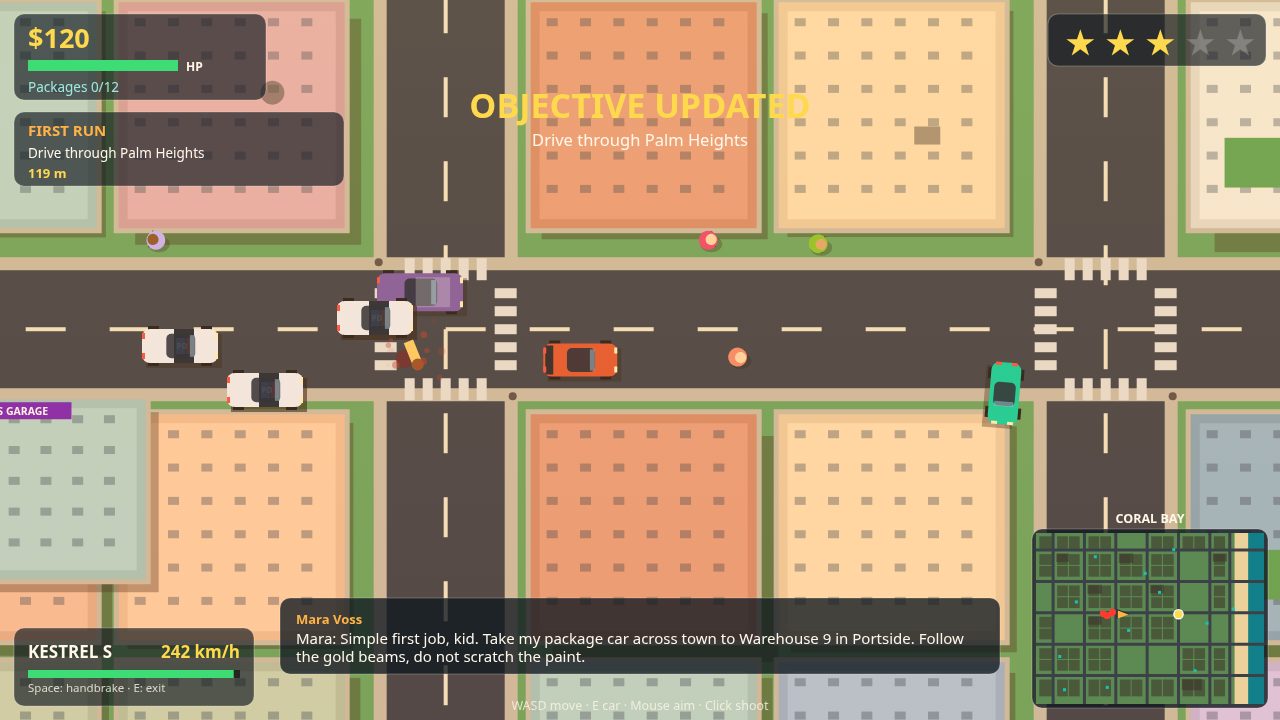 $120
HP
Packages 0/12
FIRST RUN
Drive through Palm Heights
119 m
OBJECTIVE UPDATED
Drive through Palm Heights
S GARAGE
CORAL BAY
Mara Voss
Mara: Simple first job, kid. Take my package car across town to Warehouse 9 in Portside. Follow
the gold beams, do not scratch the paint.
KESTREL S
242 km/h
Space: handbrake · E: exit
WASD move · E car · Mouse aim · Click shoot